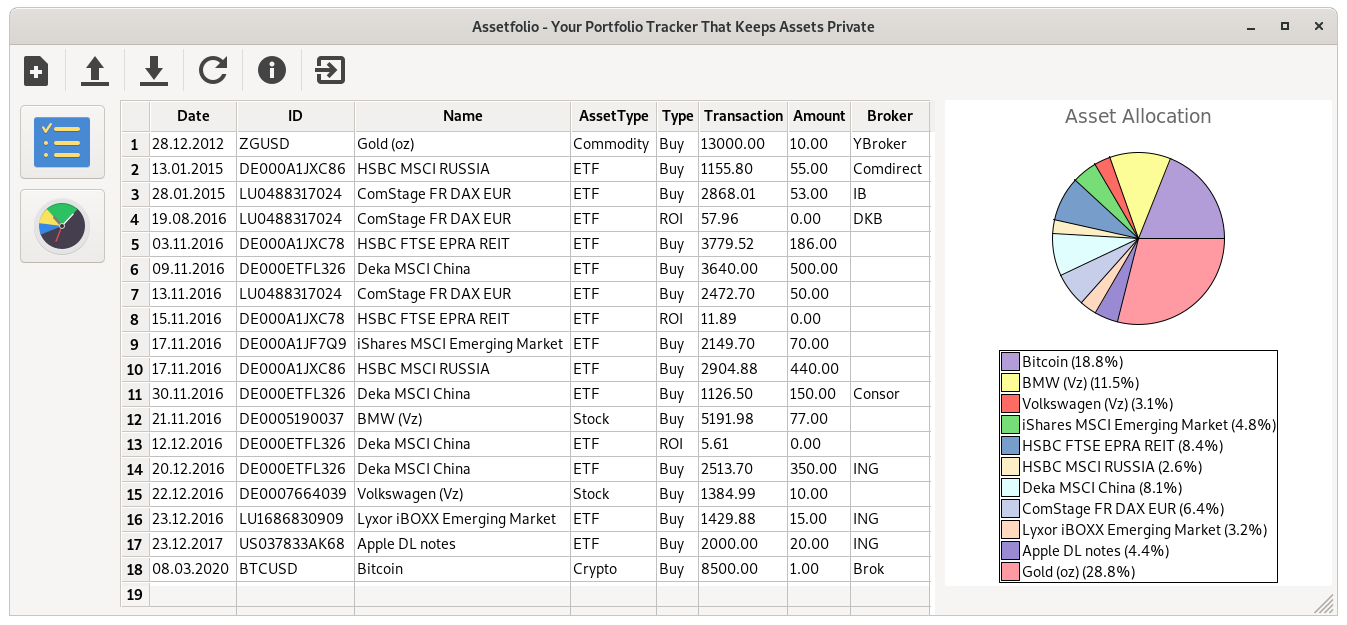 Assetfolio - Your Portfolio Tracker That Keeps Assets Private
Date ID Name AssetType Type Transaction Amount Broker
1 28.12.2012 ZGUSD Gold (oz) Commodity Buy 13000.00 10.00 YBroker
2 13.01.2015 DE000A1JXC86 HSBC MSCI RUSSIA ETF Buy 1155.80 55.00 Comdirect
3 28.01.2015 LU0488317024 ComStage FR DAX EUR ETF Buy 2868.01 53.00 IB
4 19.08.2016 LU0488317024 ComStage FR DAX EUR ETF ROI 57.96 0.00 DKB
5 03.11.2016 DE000A1JXC78 HSBC FTSE EPRA REIT ETF Buy 3779.52 186.00
6 09.11.2016 DE000ETFL326 Deka MSCI China ETF Buy 3640.00 500.00
7 13.11.2016 LU0488317024 ComStage FR DAX EUR ETF Buy 2472.70 50.00
8 15.11.2016 DE000A1JXC78 HSBC FTSE EPRA REIT ETF ROI 11.89 0.00
9 17.11.2016 DE000A1JF7Q9 iShares MSCI Emerging Market ETF Buy 2149.70 70.00
10 17.11.2016 DE000A1JXC86 HSBC MSCI RUSSIA ETF Buy 2904.88 440.00
11 30.11.2016 DE000ETFL326 Deka MSCI China ETF Buy 1126.50 150.00 Consor
12 21.11.2016 DE0005190037 BMW (Vz) Stock Buy 5191.98 77.00
13 12.12.2016 DE000ETFL326 Deka MSCI China ETF ROI 5.61 0.00
14 20.12.2016 DE000ETFL326 Deka MSCI China ETF Buy 2513.70 350.00 ING
15 22.12.2016 DE0007664039 Volkswagen (Vz) Stock Buy 1384.99 10.00
16 23.12.2016 LU1686830909 Lyxor iBOXX Emerging Market ETF Buy 1429.88 15.00 ING
17 23.12.2017 US037833AK68 Apple DL notes ETF Buy 2000.00 20.00 ING
18 08.03.2020 BTCUSD Bitcoin Crypto Buy 8500.00 1.00 Brok
19
Asset Allocation
Bitcoin (18.8%)
BMW (Vz) (11.5%)
Volkswagen (Vz) (3.1%)
iShares MSCI Emerging Market (4.8%)
HSBC FTSE EPRA REIT (8.4%)
HSBC MSCI RUSSIA (2.6%)
Deka MSCI China (8.1%)
ComStage FR DAX EUR (6.4%)
Lyxor iBOXX Emerging Market (3.2%)
Apple DL notes (4.4%)
Gold (oz) (28.8%)